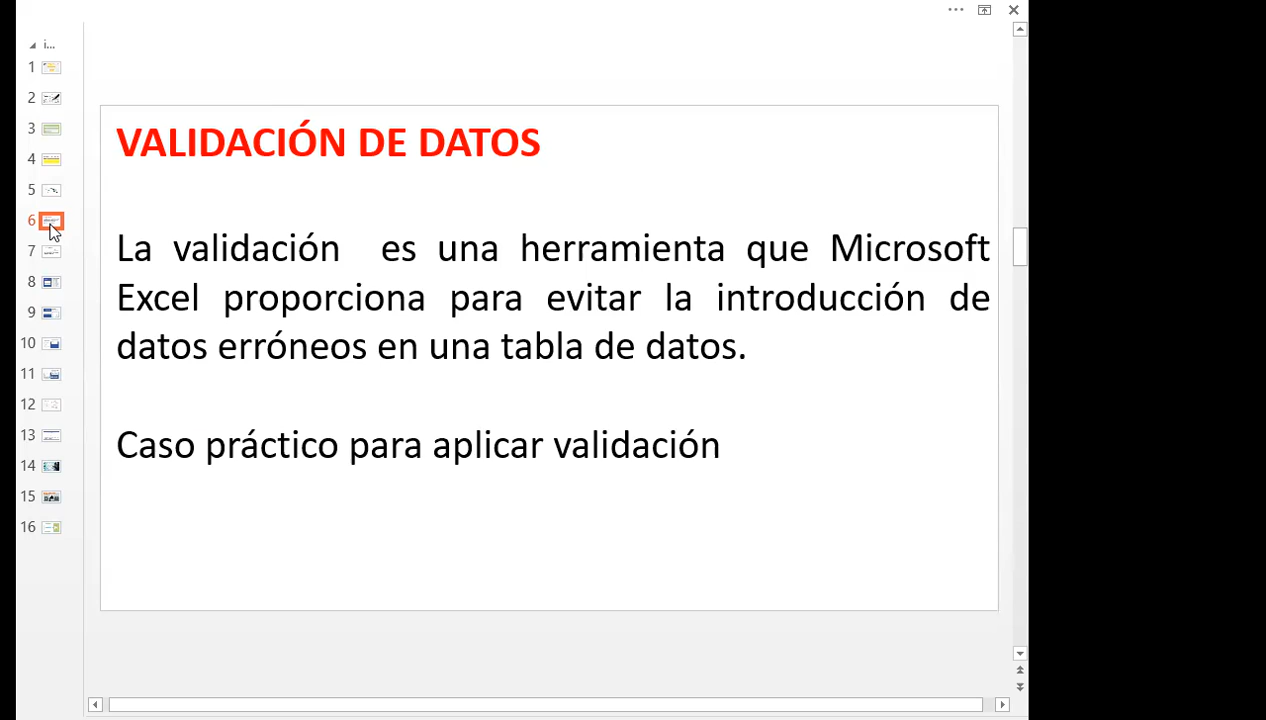 i...
1
2
3
4
5
6
7
8
9
10
11
12
13
14
15
16
VALIDACIÓN DE DATOS
La validación es una herramienta que Microsoft
Excel proporciona para evitar la introducción de
datos erróneos en una tabla de datos.
Caso práctico para aplicar validación